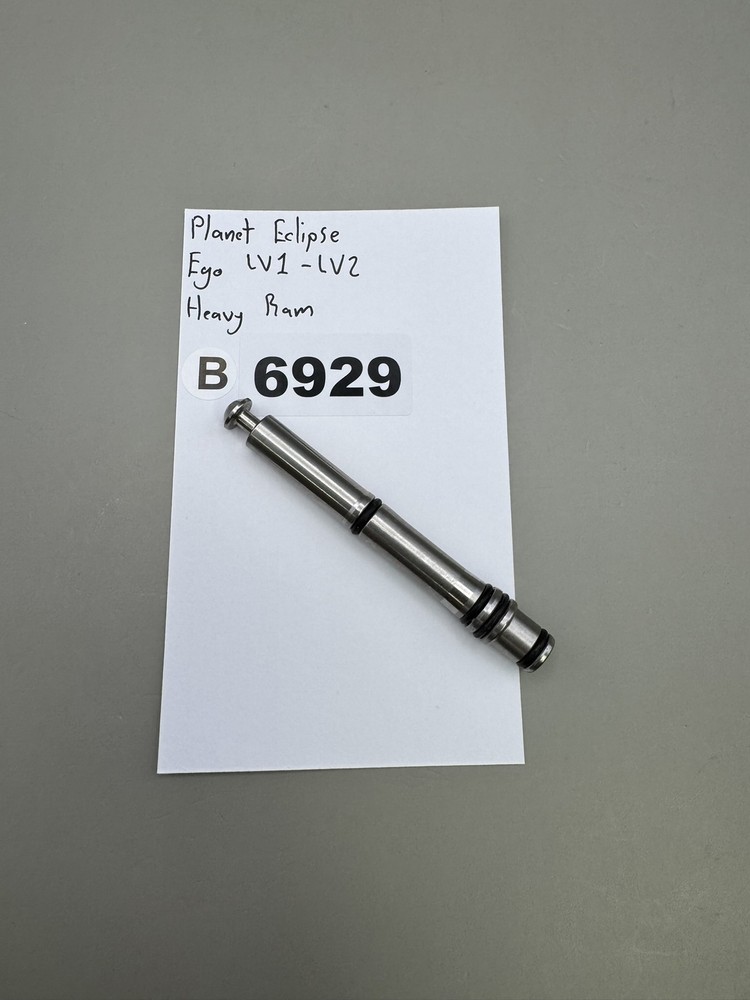 Planet Eclipse
Ego LV1 - LV2
Heavy Ram
B 6929